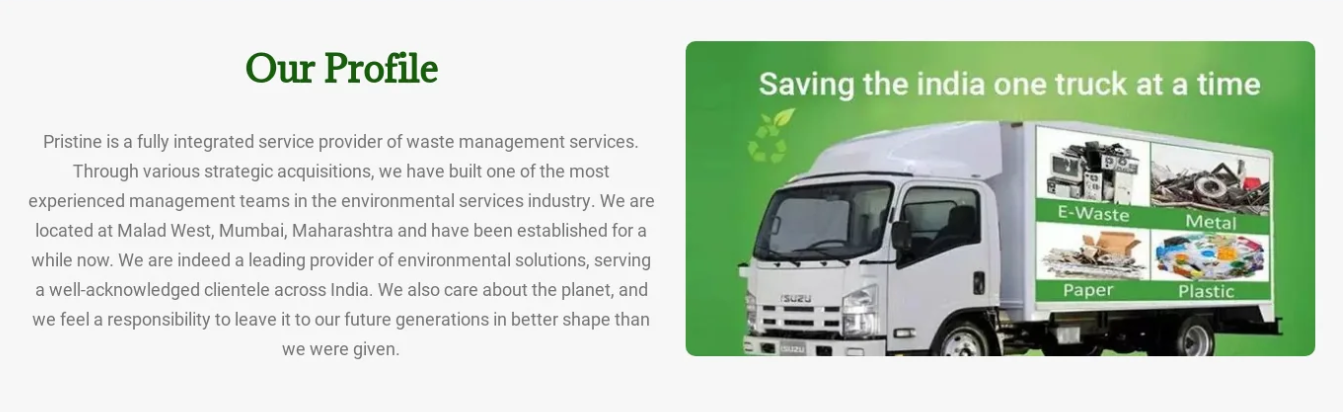 Our Profile
Pristine is a fully integrated service provider of waste management services.
Through various strategic acquisitions, we have built one of the most
experienced management teams in the environmental services industry. We are
located at Malad West, Mumbai, Maharashtra and have been established for a
while now. We are indeed a leading provider of environmental solutions, serving
a well-acknowledged clientele across India. We also care about the planet, and
we feel a responsibility to leave it to our future generations in better shape than
we were given.
Saving the india one truck at a time
E-Waste
Metal
Paper
Plastic
ISUZU
ISUZU